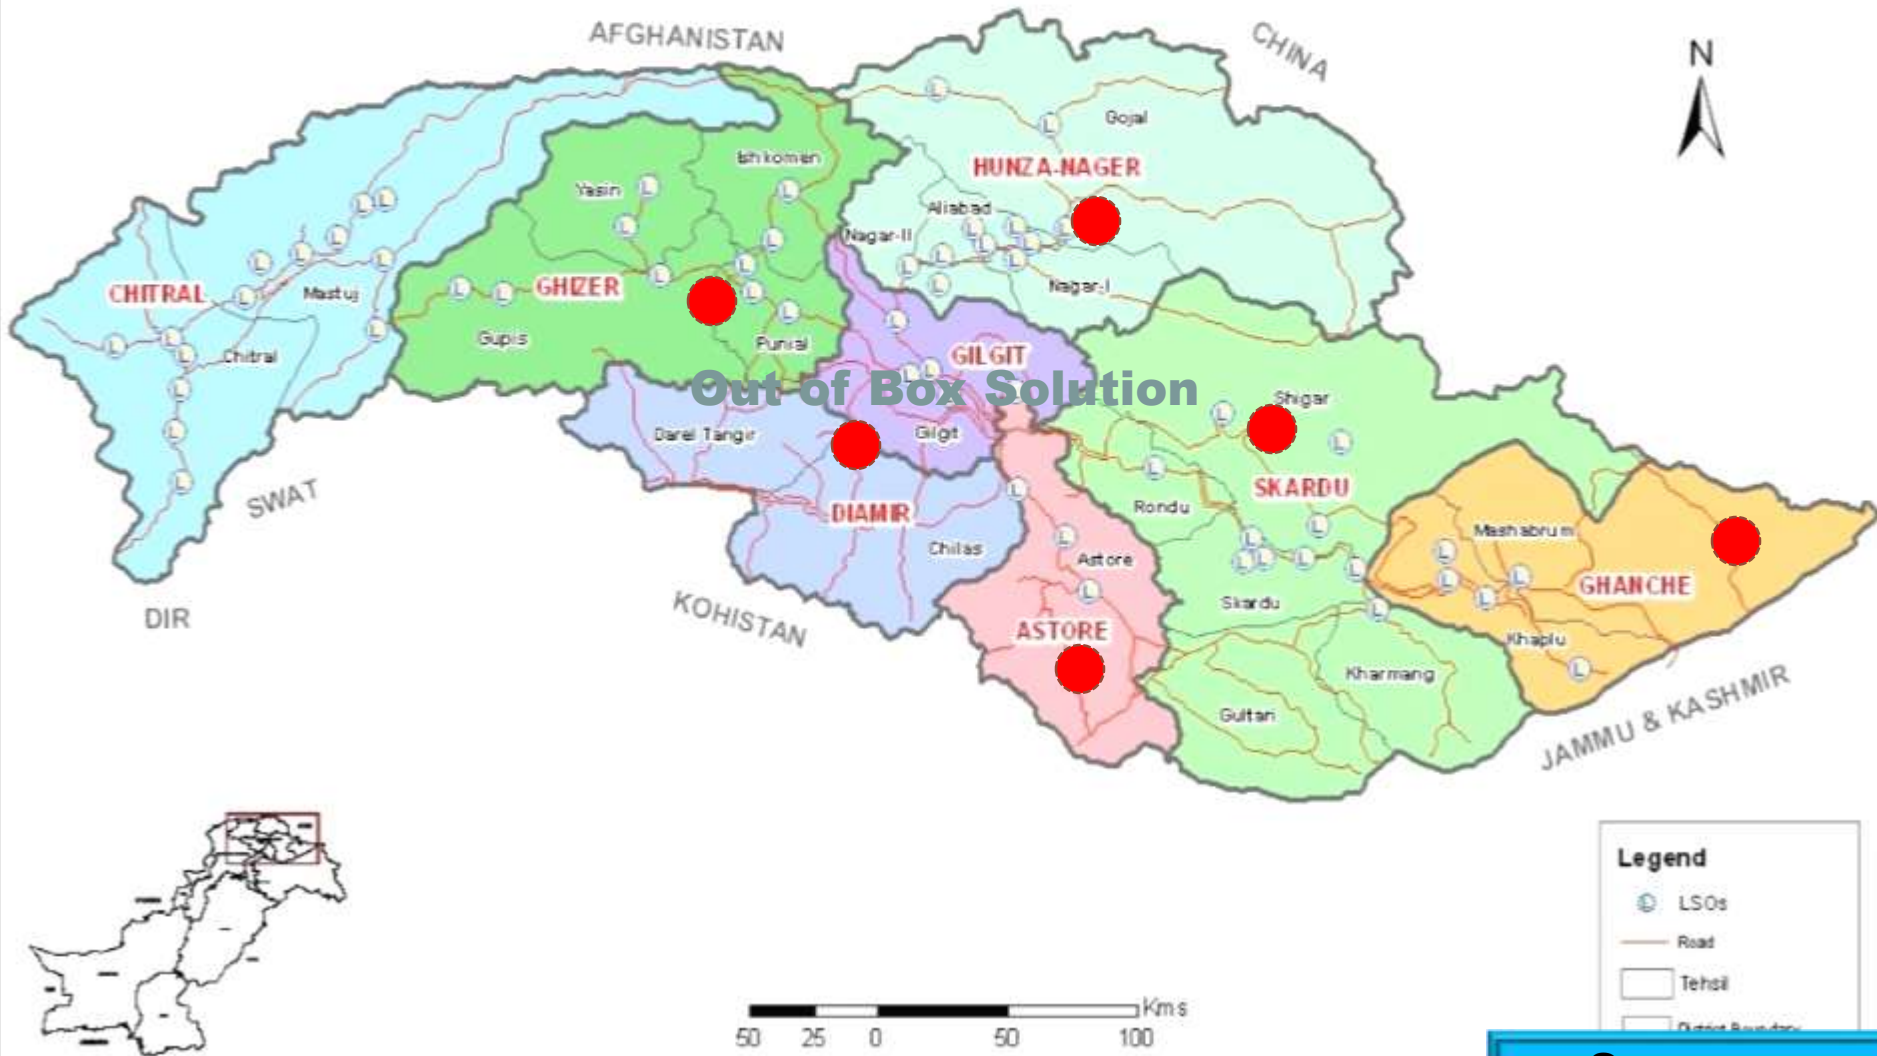 AFGHANISTAN
CHINA
N
Gojal
HUNZA-NAGER
Ishkomen
Yasin
Aliabad
Nagar-II
CHITRAL
Mastuj
GHIZER
Nagar-I
Gupis
Punial
Chitral
GILGIT
Out of Box Solution
Shigar
Darel Tangir
Gilgit
SWAT
SKARDU
Rondu
DIAMIR
Mashabrum
Chilas
Astore
GHANCHE
Skardu
DIR
KOHISTAN
ASTORE
Khaplu
Kharmang
Gultari
JAMMU & KASHMIR
Legend
L LSOs
Road
Tehsil
District Boundary
Kms
50 25 0 50 100